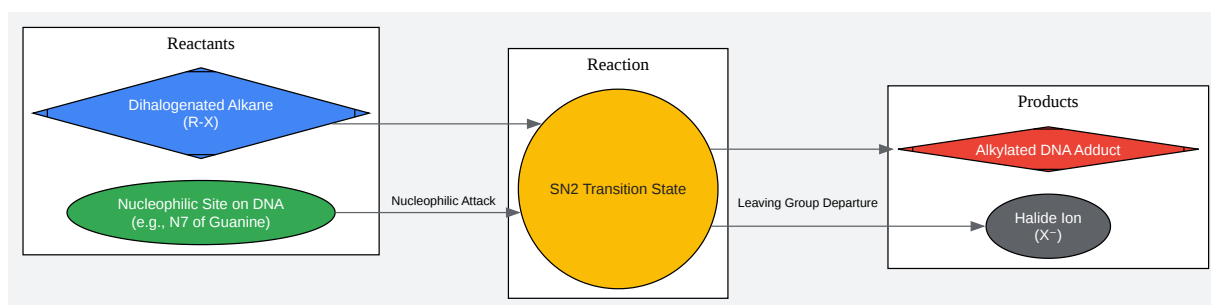 Reactants
Dihalogenated Alkane
(R-X)
Nucleophilic Site on DNA
(e.g., N7 of Guanine)
Nucleophilic Attack
Reaction
SN2 Transition State
Leaving Group Departure
Products
Alkylated DNA Adduct
Halide Ion
(X⁻)